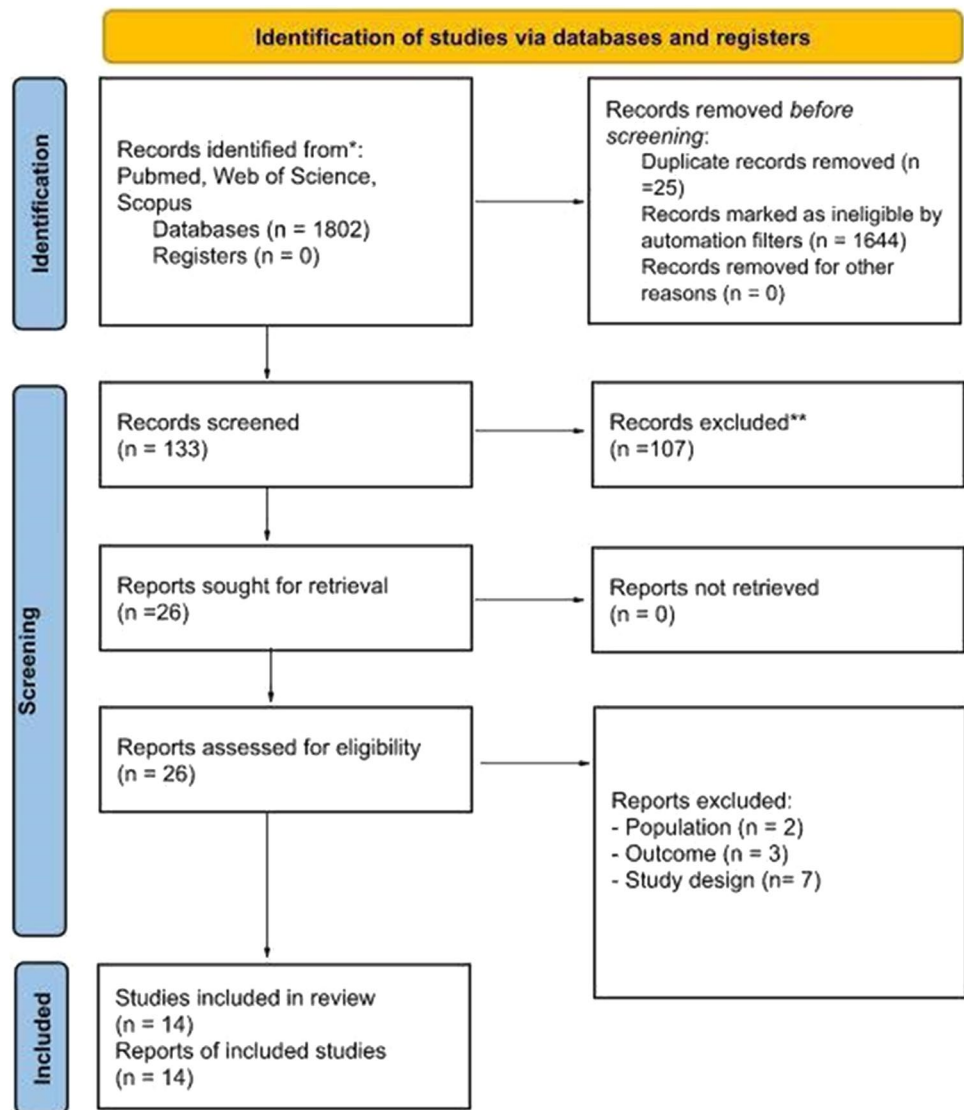 Identification of studies via databases and registers
Identification
Records identified from*:
Pubmed, Web of Science,
Scopus
Databases (n = 1802)
Registers (n = 0)
Records removed before
screening:
Duplicate records removed (n
=25)
Records marked as ineligible by
automation filters (n = 1644)
Records removed for other
reasons (n = 0)
Screening
Records screened
(n = 133)
Records excluded**
(n =107)
Reports sought for retrieval
(n =26)
Reports not retrieved
(n = 0)
Reports assessed for eligibility
(n = 26)
Reports excluded:
- Population (n = 2)
- Outcome (n = 3)
- Study design (n= 7)
Included
Studies included in review
(n = 14)
Reports of included studies
(n = 14)